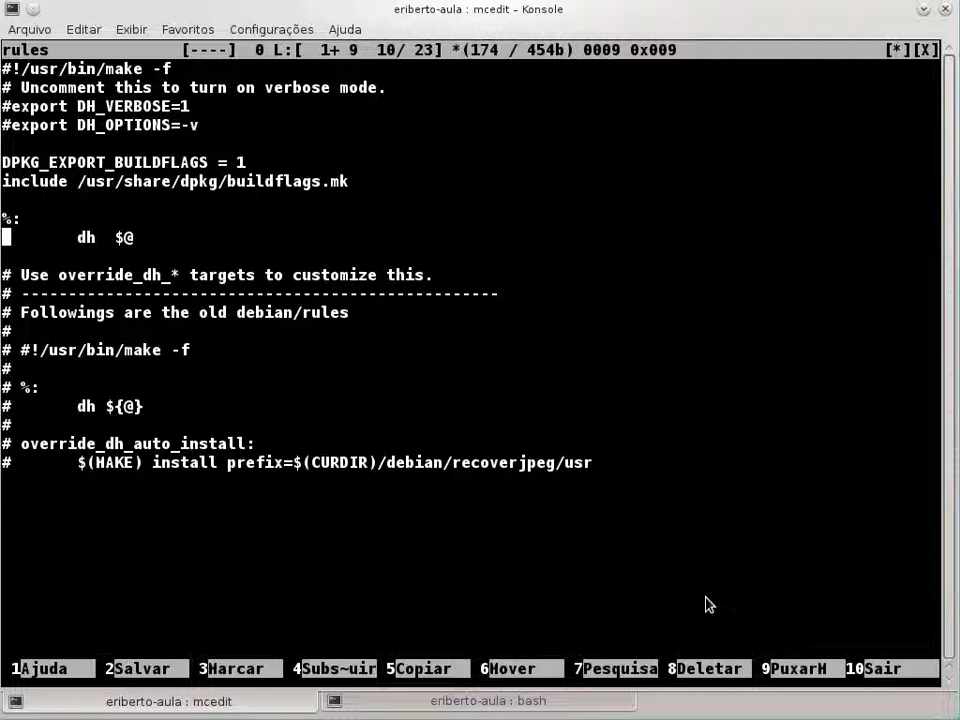 eriberto-aula : mcedit – Konsole
Arquivo Editar Exibir Favoritos Configurações Ajuda
rules [----] 0 L:[ 1+ 9 10/ 23] *(174 / 454b) 0009 0x009 [*][X]
#!/usr/bin/make -f
# Uncomment this to turn on verbose mode.
#export DH_VERBOSE=1
#export DH_OPTIONS=-v
DPKG_EXPORT_BUILDFLAGS = 1
include /usr/share/dpkg/buildflags.mk
%:
dh $@
# Use override_dh_* targets to customize this.
# ---------------------------------------------------
# Followings are the old debian/rules
#
# #!/usr/bin/make -f
#
# %:
# dh ${@}
#
# override_dh_auto_install:
# $(MAKE) install prefix=$(CURDIR)/debian/recoverjpeg/usr
1Ajuda 2Salvar 3Marcar 4Subs~uir 5Copiar 6Mover 7Pesquisa 8Deletar 9PuxarM 10Sair
eriberto-aula : mcedit eriberto-aula : bash